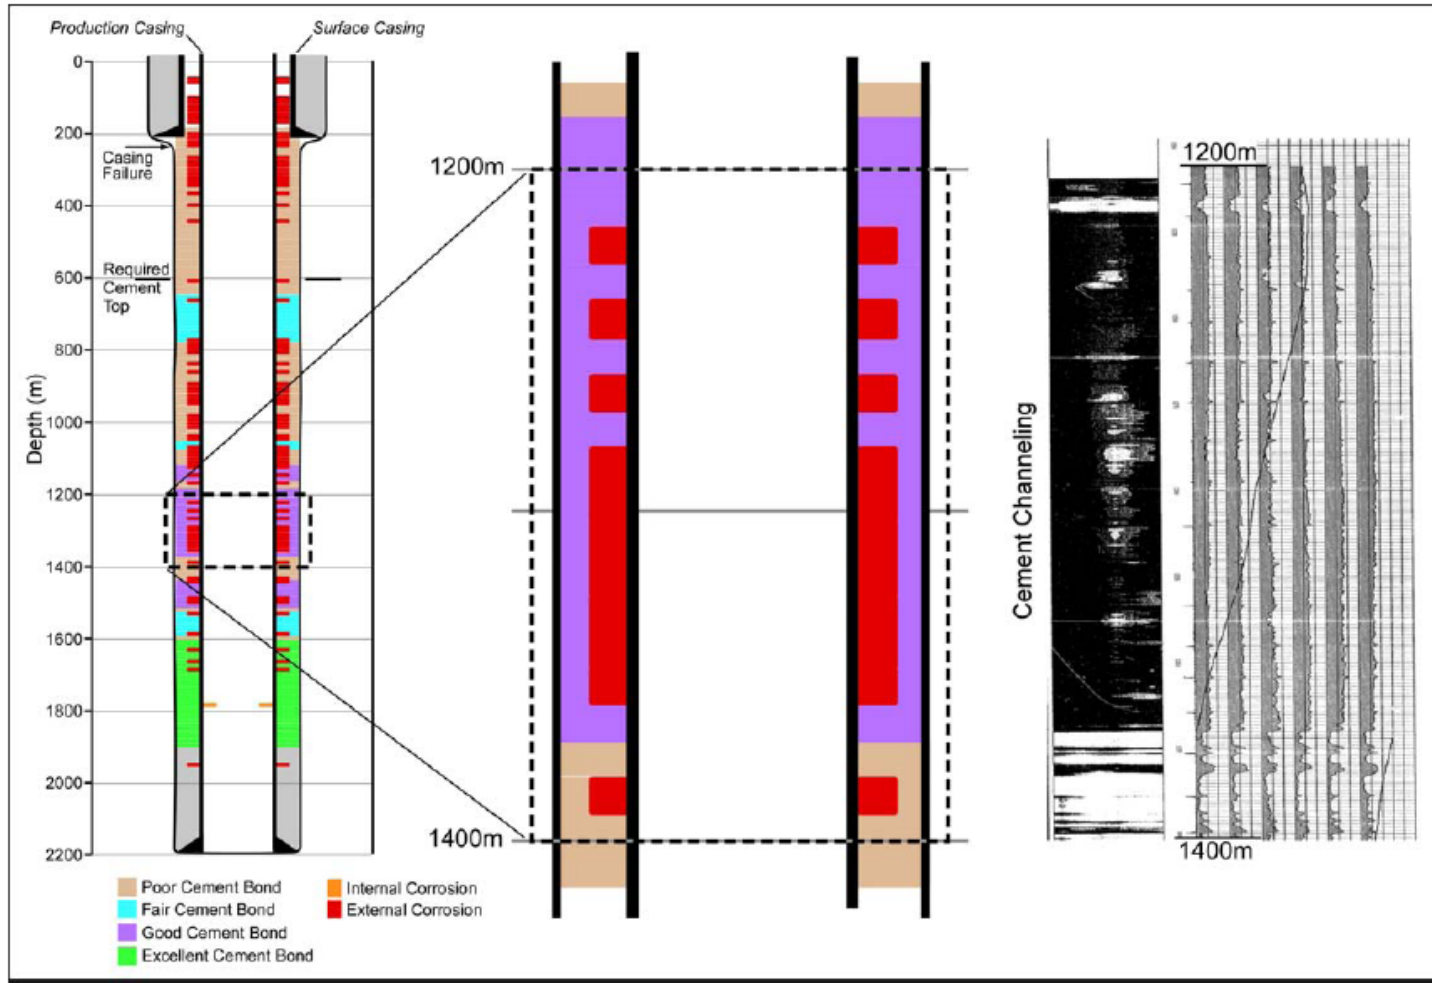 Production Casing
Surface Casing
0
200
Casing
Failure
400
Required
600
Cement
Top
800
Depth (m)
1000
1200
1400
1600
1800
2000
2200
Poor Cement Bond
Fair Cement Bond
Good Cement Bond
Excellent Cement Bond
Internal Corrosion
External Corrosion
1200m
1400m
Cement Channeling
1200m
1400m